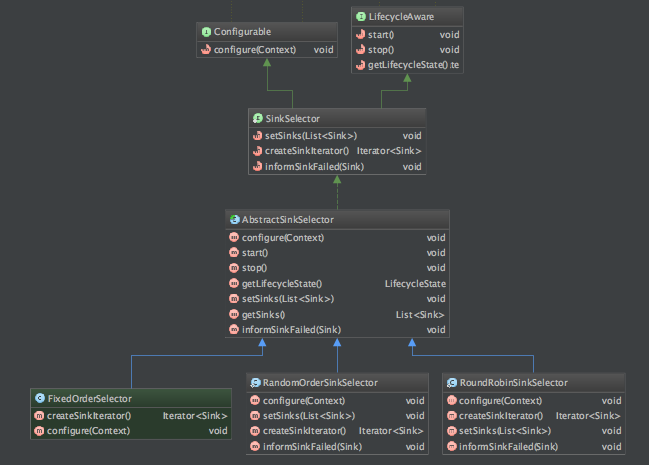 Configurable
configure(Context) void
LifecycleAware
start() void
stop() void
getLifecycleState()
SinkSelector
setSinks(List<Sink>) void
createSinkIterator() Iterator<Sink>
informSinkFailed(Sink) void
AbstractSinkSelector
configure(Context) void
start() void
stop() void
getLifecycleState() LifecycleState
setSinks(List<Sink>) void
getSinks() List<Sink>
informSinkFailed(Sink) void
FixedOrderSelector
createSinkIterator() Iterator<Sink>
configure(Context) void
RandomOrderSinkSelector
configure(Context) void
setSinks(List<Sink>) void
createSinkIterator() Iterator<Sink>
informSinkFailed(Sink) void
RoundRobinSinkSelector
configure(Context) void
createSinkIterator() Iterator<Sink>
setSinks(List<Sink>) void
informSinkFailed(Sink) void